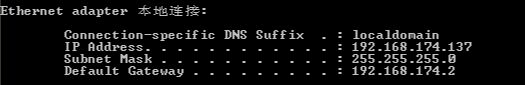 Ethernet adapter 本地连接:
Connection-specific DNS Suffix  . : localdomain
IP Address. . . . . . . . . . . . : 192.168.174.137
Subnet Mask . . . . . . . . . . . : 255.255.255.0
Default Gateway . . . . . . . . . : 192.168.174.2